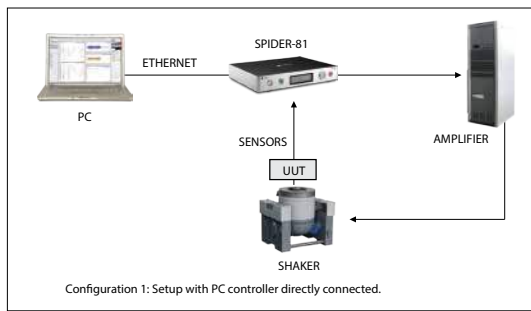 SPIDER-81
ETHERNET
PC
AMPLIFIER
SENSORS
UUT
SHAKER
Configuration 1: Setup with PC controller directly connected.